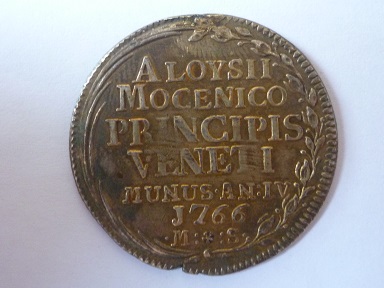 ALOYSII
MOCENICO
PRINCIPIS
VENETI
MUNUS·AN·IV
1766
·M:*:S·